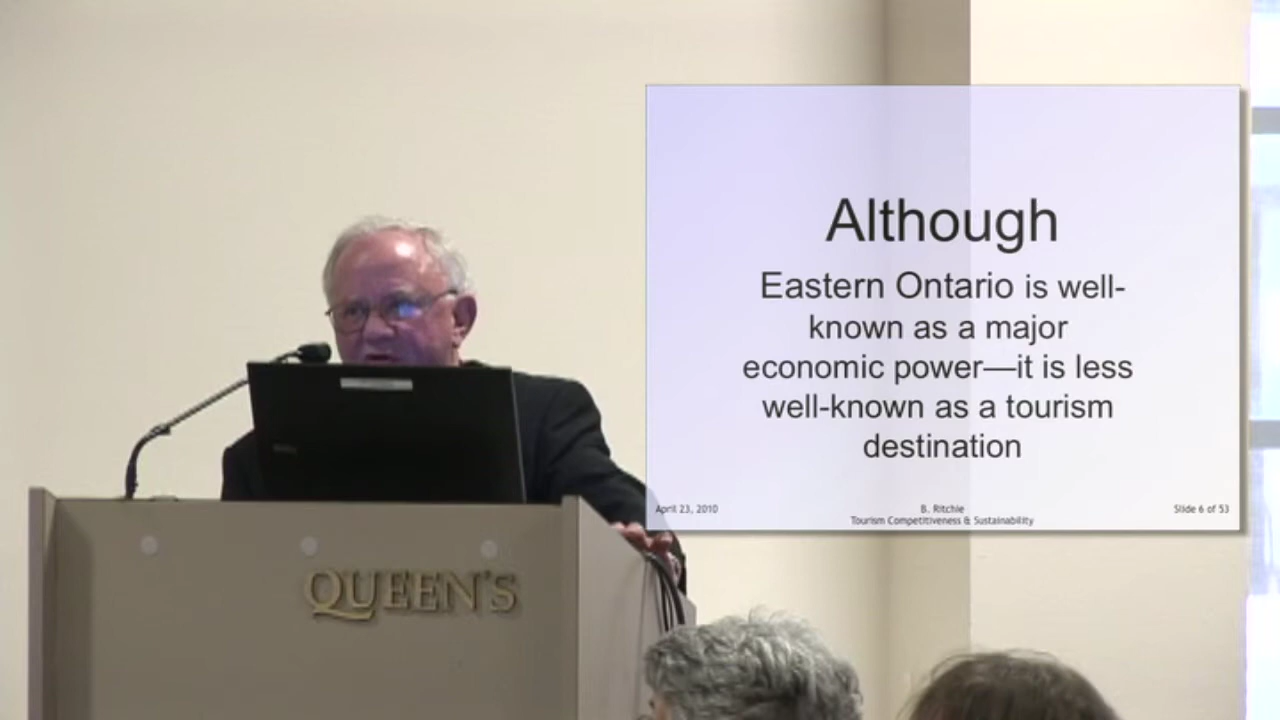 Although
Eastern Ontario is well-
known as a major
economic power—it is less
well-known as a tourism
destination
April 23, 2010
B. Ritchie
Tourism Competitiveness & Sustainability
Slide 6 of 53
QUEEN'S